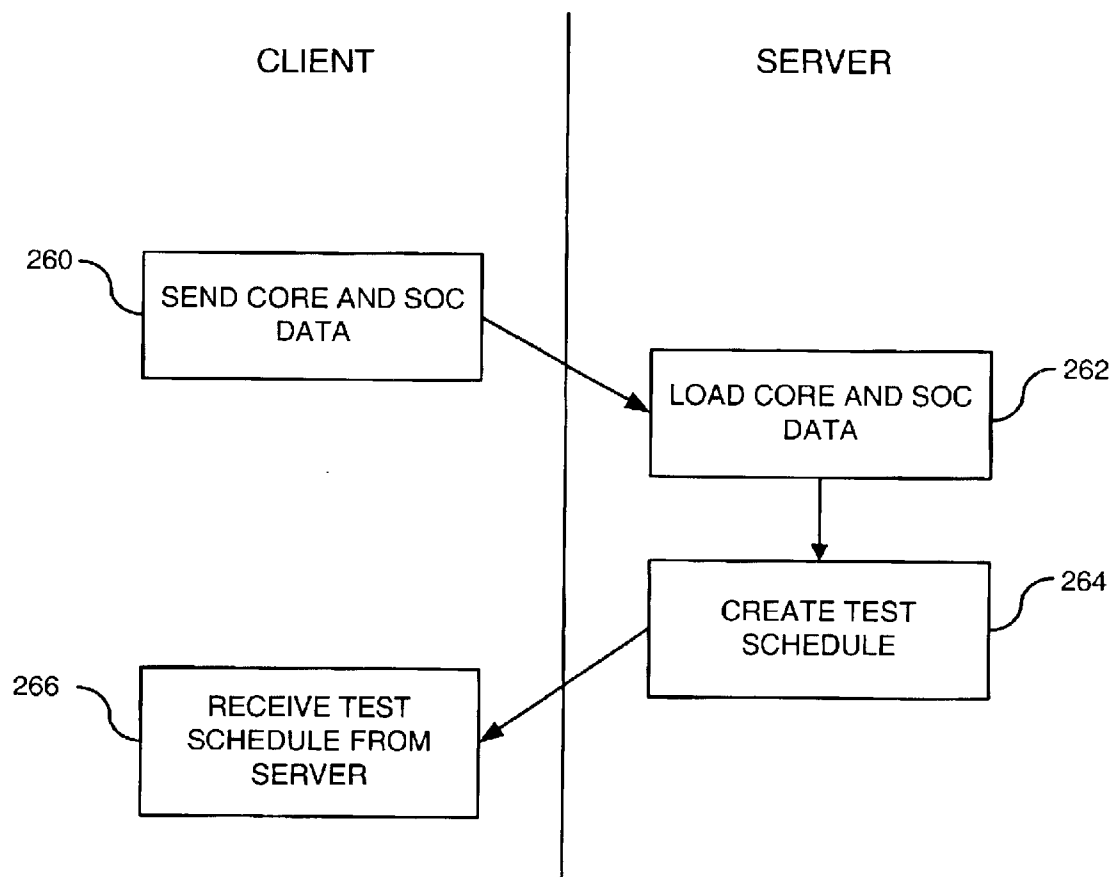 CLIENT
SERVER
260
SEND CORE AND SOC
DATA
262
LOAD CORE AND SOC
DATA
264
CREATE TEST
SCHEDULE
266
RECEIVE TEST
SCHEDULE FROM
SERVER